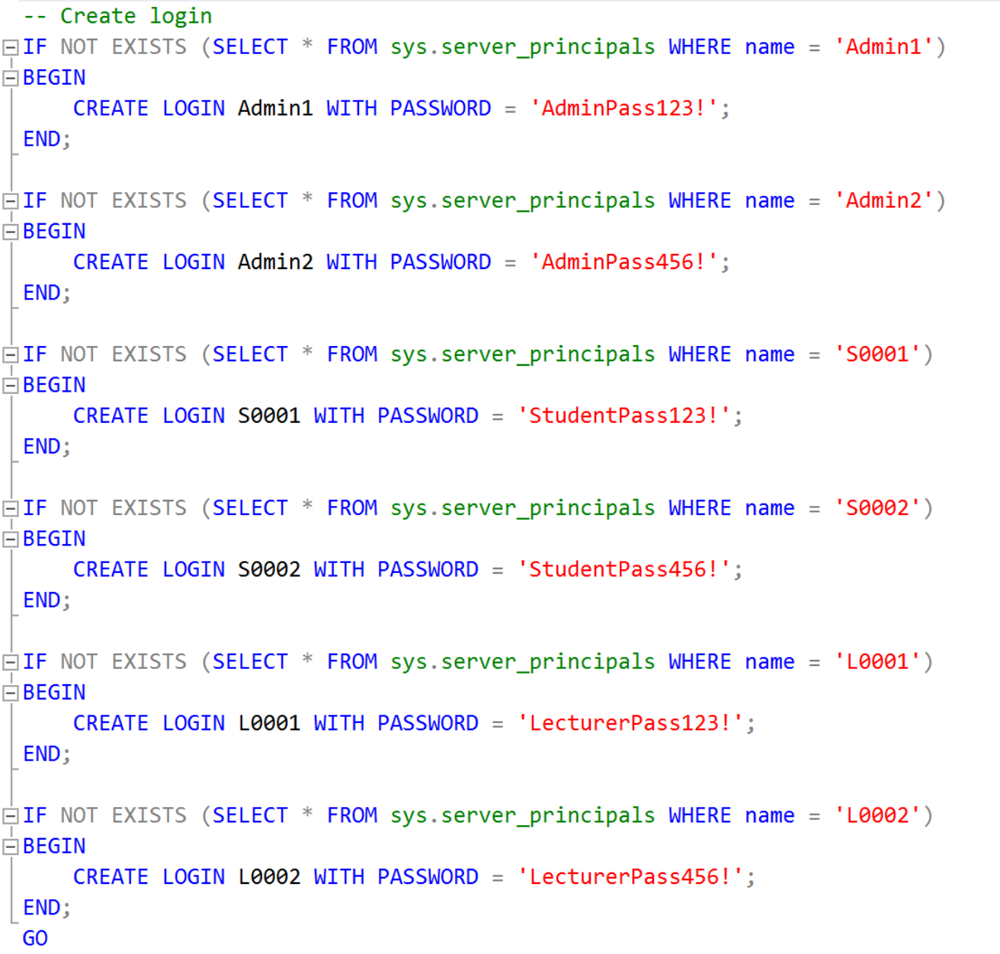 -- Create login
IF NOT EXISTS (SELECT * FROM sys.server_principals WHERE name = 'Admin1')
BEGIN
    CREATE LOGIN Admin1 WITH PASSWORD = 'AdminPass123!';
END;

IF NOT EXISTS (SELECT * FROM sys.server_principals WHERE name = 'Admin2')
BEGIN
    CREATE LOGIN Admin2 WITH PASSWORD = 'AdminPass456!';
END;

IF NOT EXISTS (SELECT * FROM sys.server_principals WHERE name = 'S0001')
BEGIN
    CREATE LOGIN S0001 WITH PASSWORD = 'StudentPass123!';
END;

IF NOT EXISTS (SELECT * FROM sys.server_principals WHERE name = 'S0002')
BEGIN
    CREATE LOGIN S0002 WITH PASSWORD = 'StudentPass456!';
END;

IF NOT EXISTS (SELECT * FROM sys.server_principals WHERE name = 'L0001')
BEGIN
    CREATE LOGIN L0001 WITH PASSWORD = 'LecturerPass123!';
END;

IF NOT EXISTS (SELECT * FROM sys.server_principals WHERE name = 'L0002')
BEGIN
    CREATE LOGIN L0002 WITH PASSWORD = 'LecturerPass456!';
END;
GO